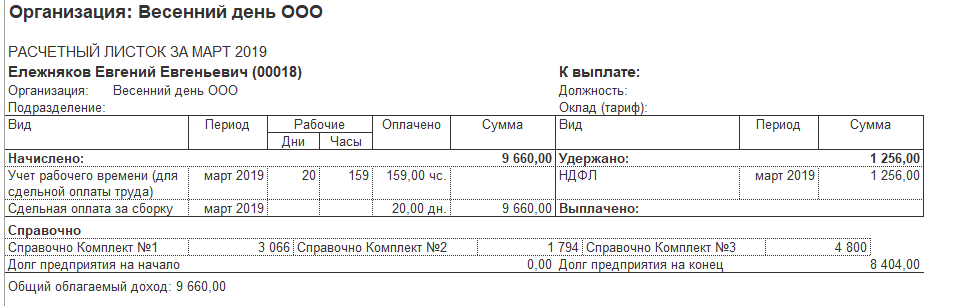 Организация: Весенний день ООО
РАСЧЕТНЫЙ ЛИСТОК ЗА МАРТ 2019
Ележняков Евгений Евгеньевич (00018) К выплате:
Организация: Весенний день ООО Должность:
Подразделение: Оклад (тариф):
Вид Период Рабочие Оплачено Сумма Вид Период Сумма
Дни Часы
Начислено: 9 660,00 Удержано: 1 256,00
Учет рабочего времени (для март 2019 20 159 159,00 чс. НДФЛ март 2019 1 256,00
сдельной оплаты труда)
Сдельная оплата за сборку март 2019 20,00 дн. 9 660,00 Выплачено:
Справочно
Справочно Комплект №1 3 066 Справочно Комплект №2 1 794 Справочно Комплект №3 4 800
Долг предприятия на начало 0,00 Долг предприятия на конец 8 404,00
Общий облагаемый доход: 9 660,00